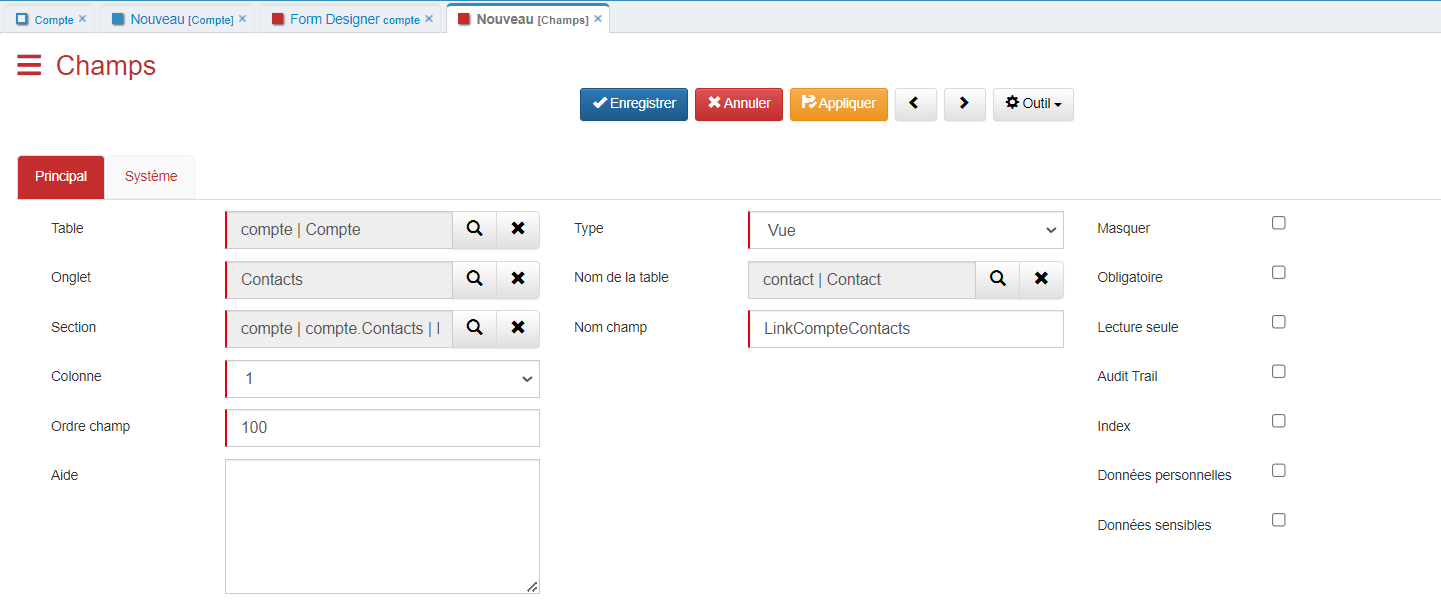 Compte × Nouveau [Compte] × Form Designer compte × Nouveau [Champs] ×
Champs
Enregistrer Annuler Appliquer Outil
Principal Système
Table compte | Compte Type Vue Masquer
Onglet Contacts Nom de la table contact | Contact Obligatoire
Section compte | compte.Contacts | Nom champ LinkCompteContacts Lecture seule
Colonne 1 Audit Trail
Ordre champ 100 Index
Aide Données personnelles
Données sensibles